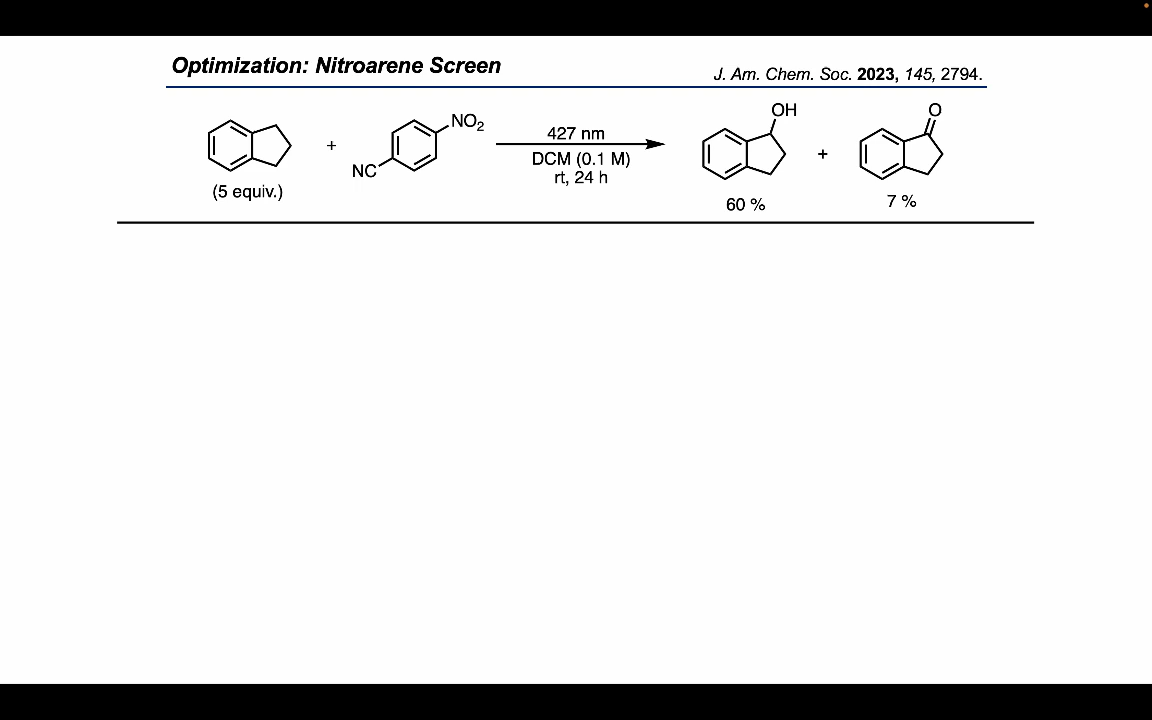 Optimization: Nitroarene Screen
J. Am. Chem. Soc. 2023, 145, 2794.
(5 equiv.)
+
NC
NO2
427 nm
DCM (0.1 M)
rt, 24 h
OH
60 %
+
O
7 %